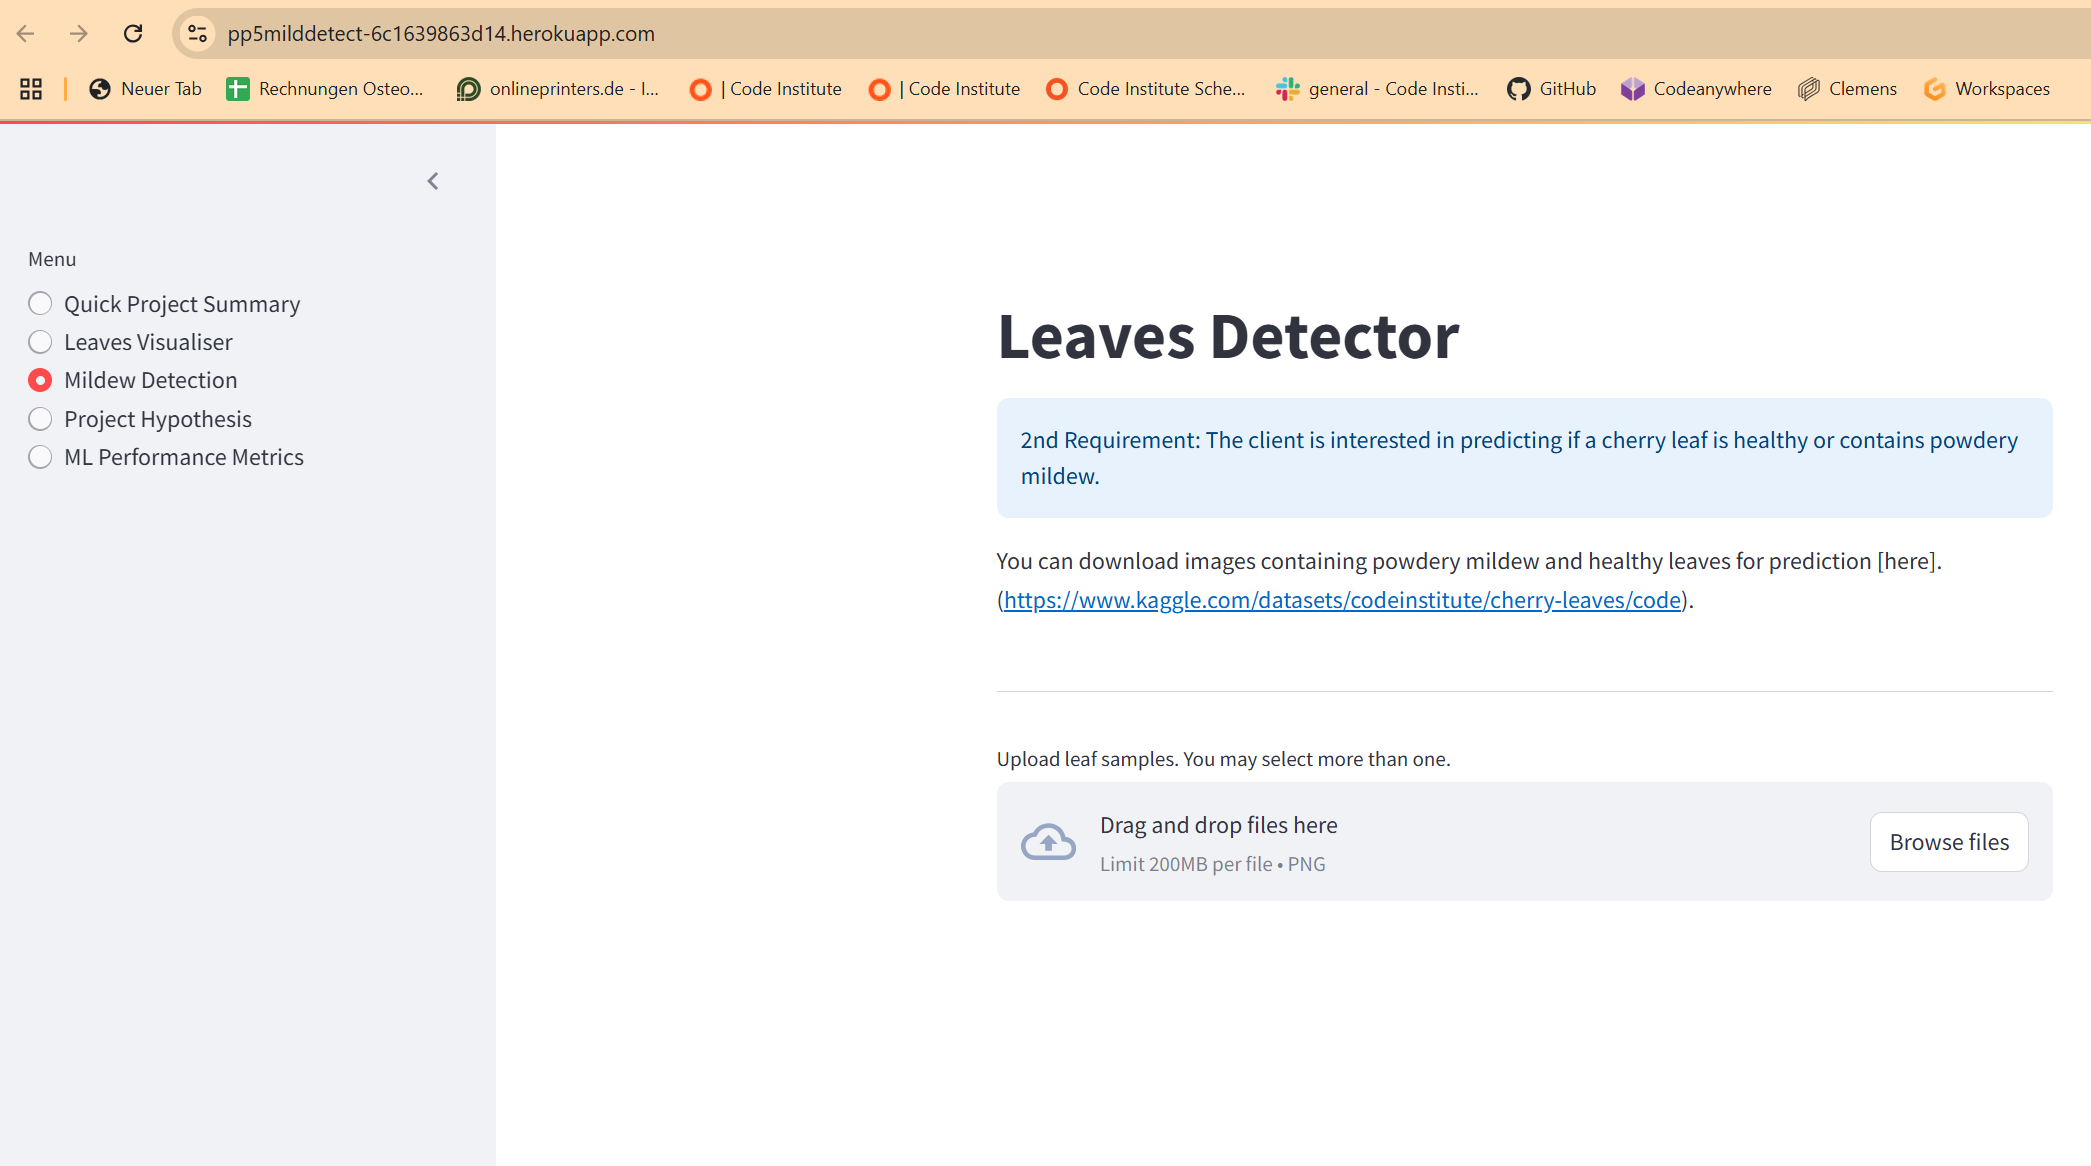 pp5milddetect-6c1639863d14.herokuapp.com
Neuer Tab
Rechnungen Osteo...
onlineprinters.de - I...
| Code Institute
| Code Institute
Code Institute Sche...
general - Code Insti...
GitHub
Codeanywhere
Clemens
Workspaces
Menu
Quick Project Summary
Leaves Visualiser
Mildew Detection
Project Hypothesis
ML Performance Metrics
Leaves Detector
2nd Requirement: The client is interested in predicting if a cherry leaf is healthy or contains powdery
mildew.
You can download images containing powdery mildew and healthy leaves for prediction [here].
(https://www.kaggle.com/datasets/codeinstitute/cherry-leaves/code).
Upload leaf samples. You may select more than one.
Drag and drop files here
Limit 200MB per file • PNG
Browse files